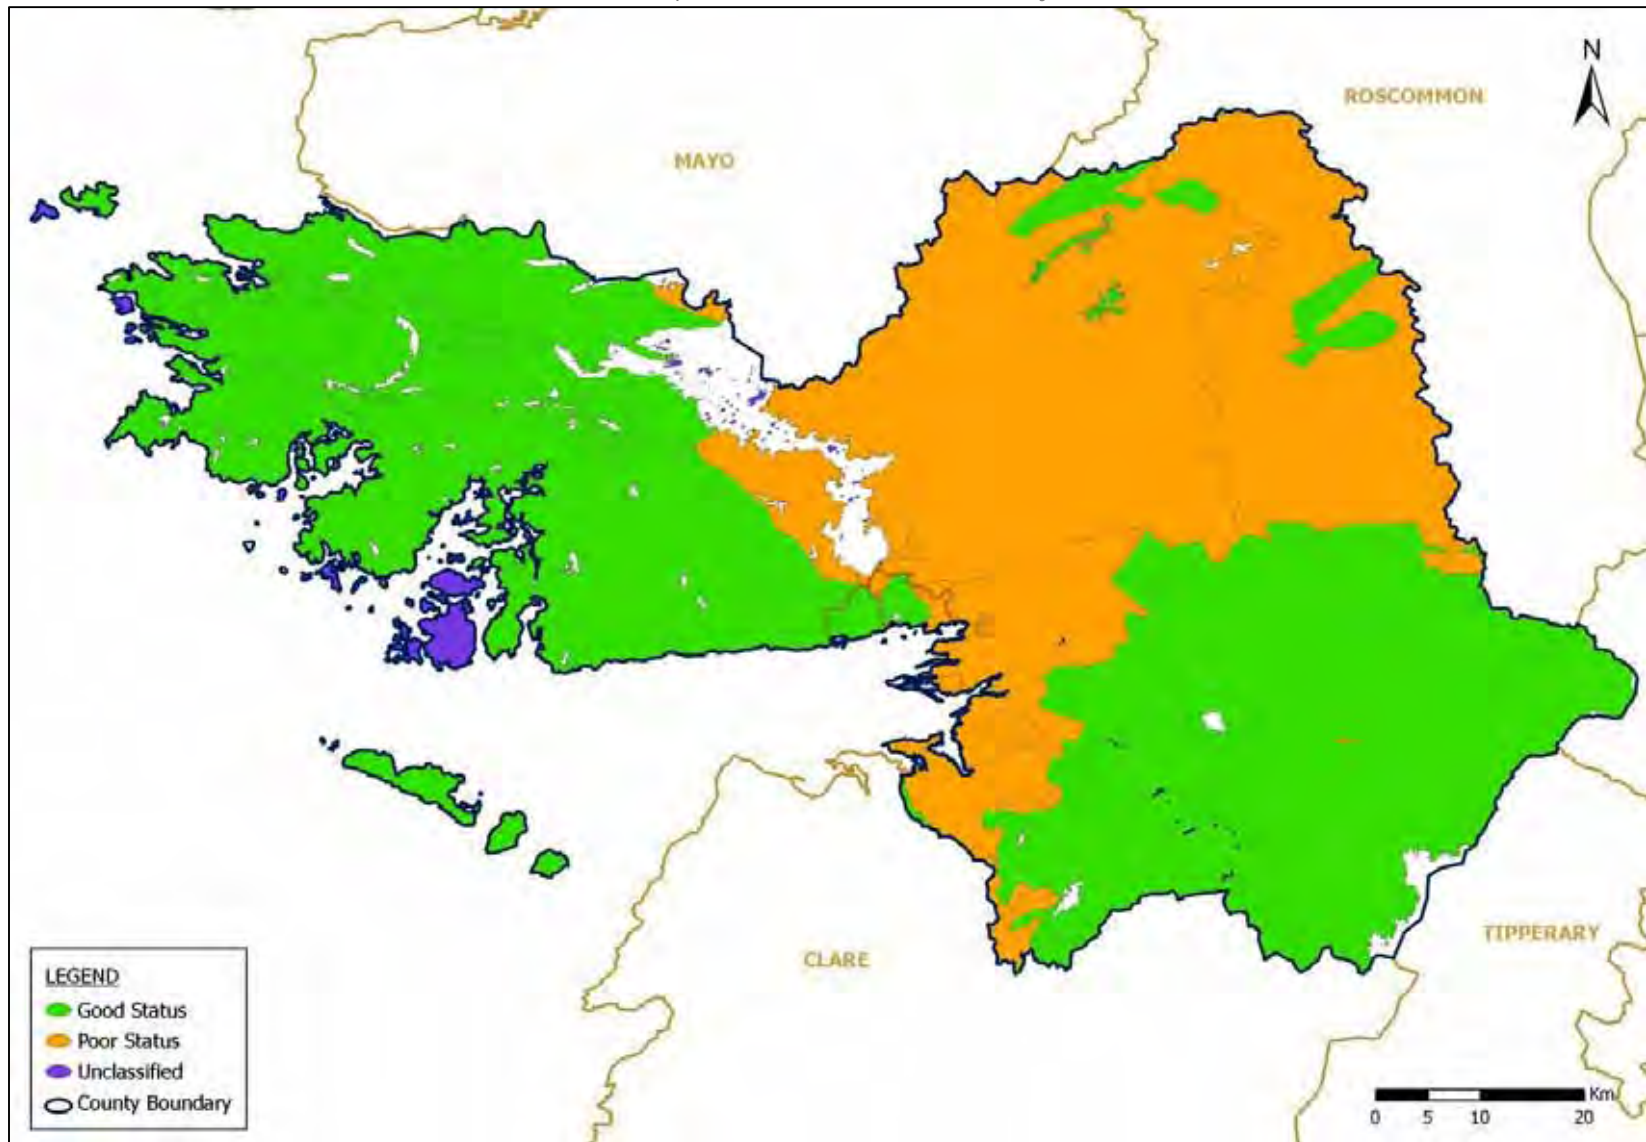 N
ROSCOMMON
MAYO
CLARE
TIPPERARY
LEGEND
Good Status
Poor Status
Unclassified
County Boundary
Km
0 5 10 20